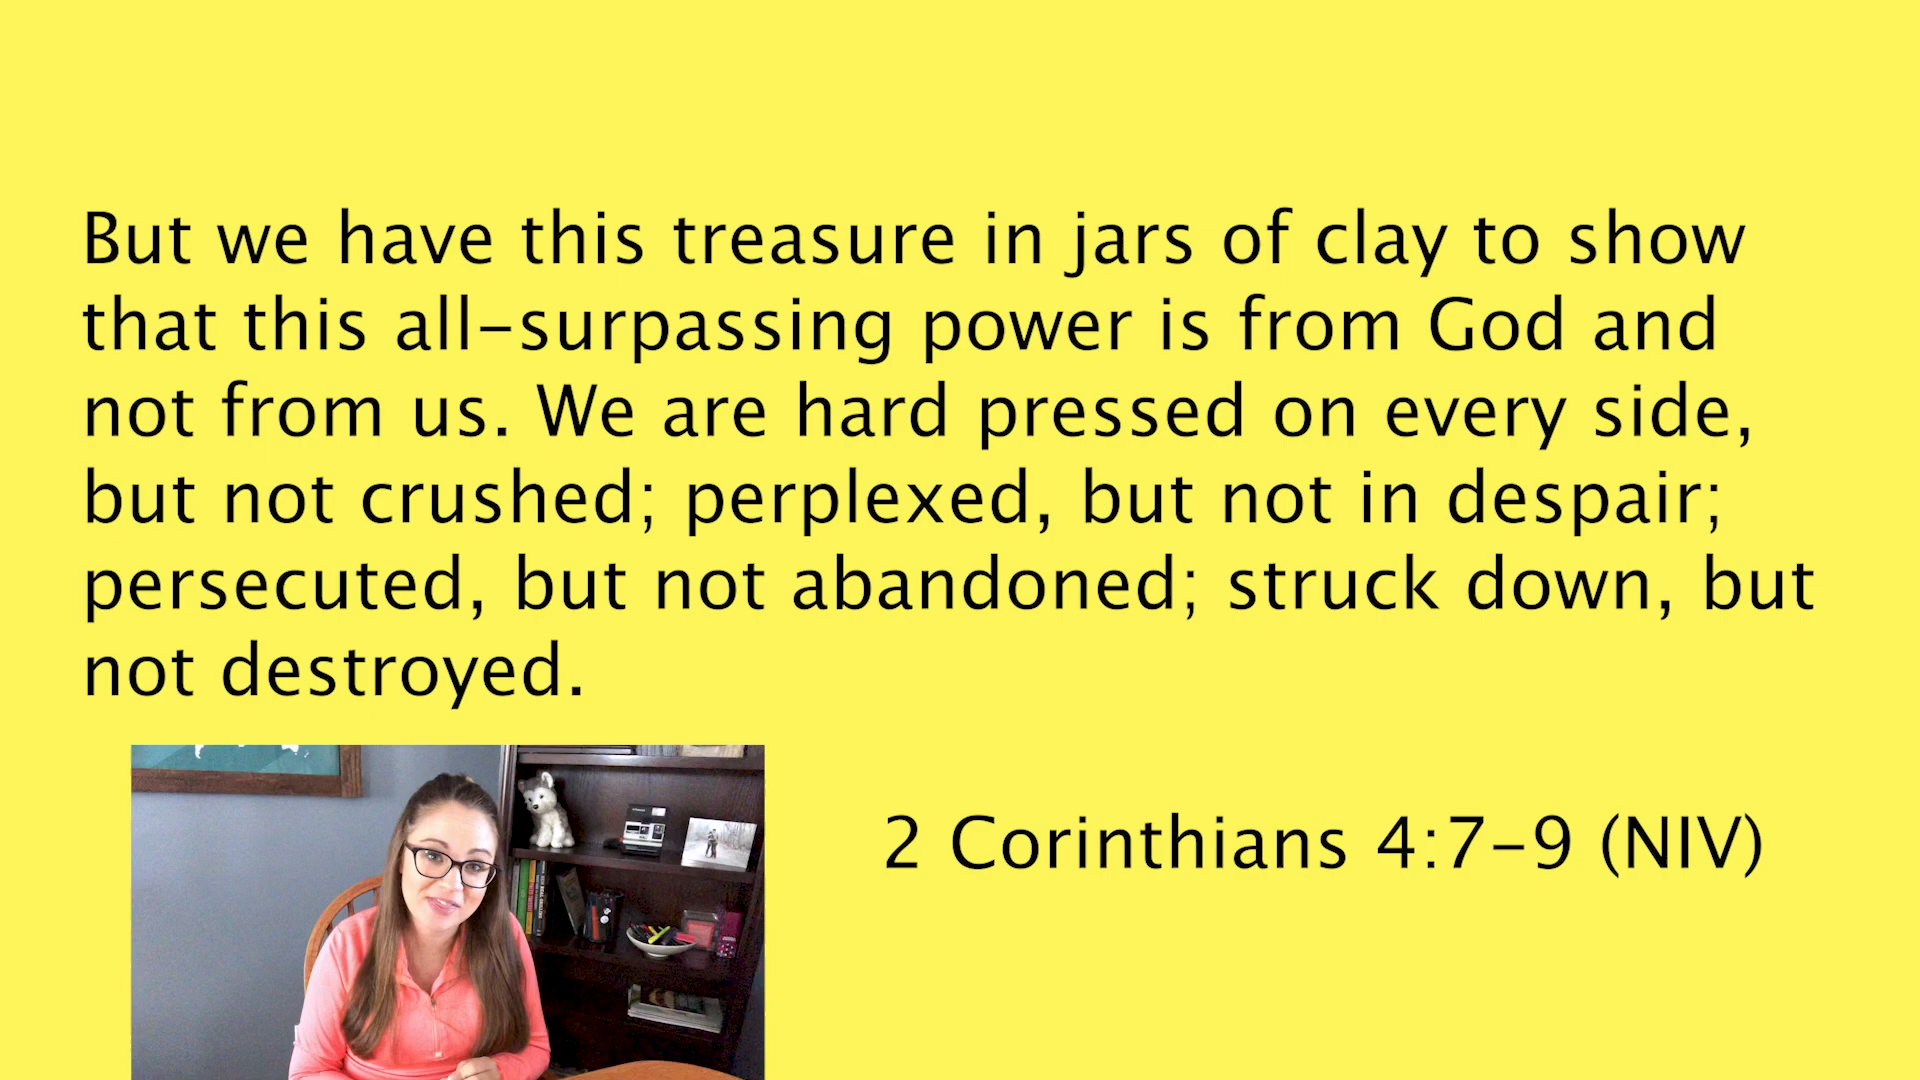 But we have this treasure in jars of clay to show
that this all-surpassing power is from God and
not from us. We are hard pressed on every side,
but not crushed; perplexed, but not in despair;
persecuted, but not abandoned; struck down, but
not destroyed.
2 Corinthians 4:7-9 (NIV)